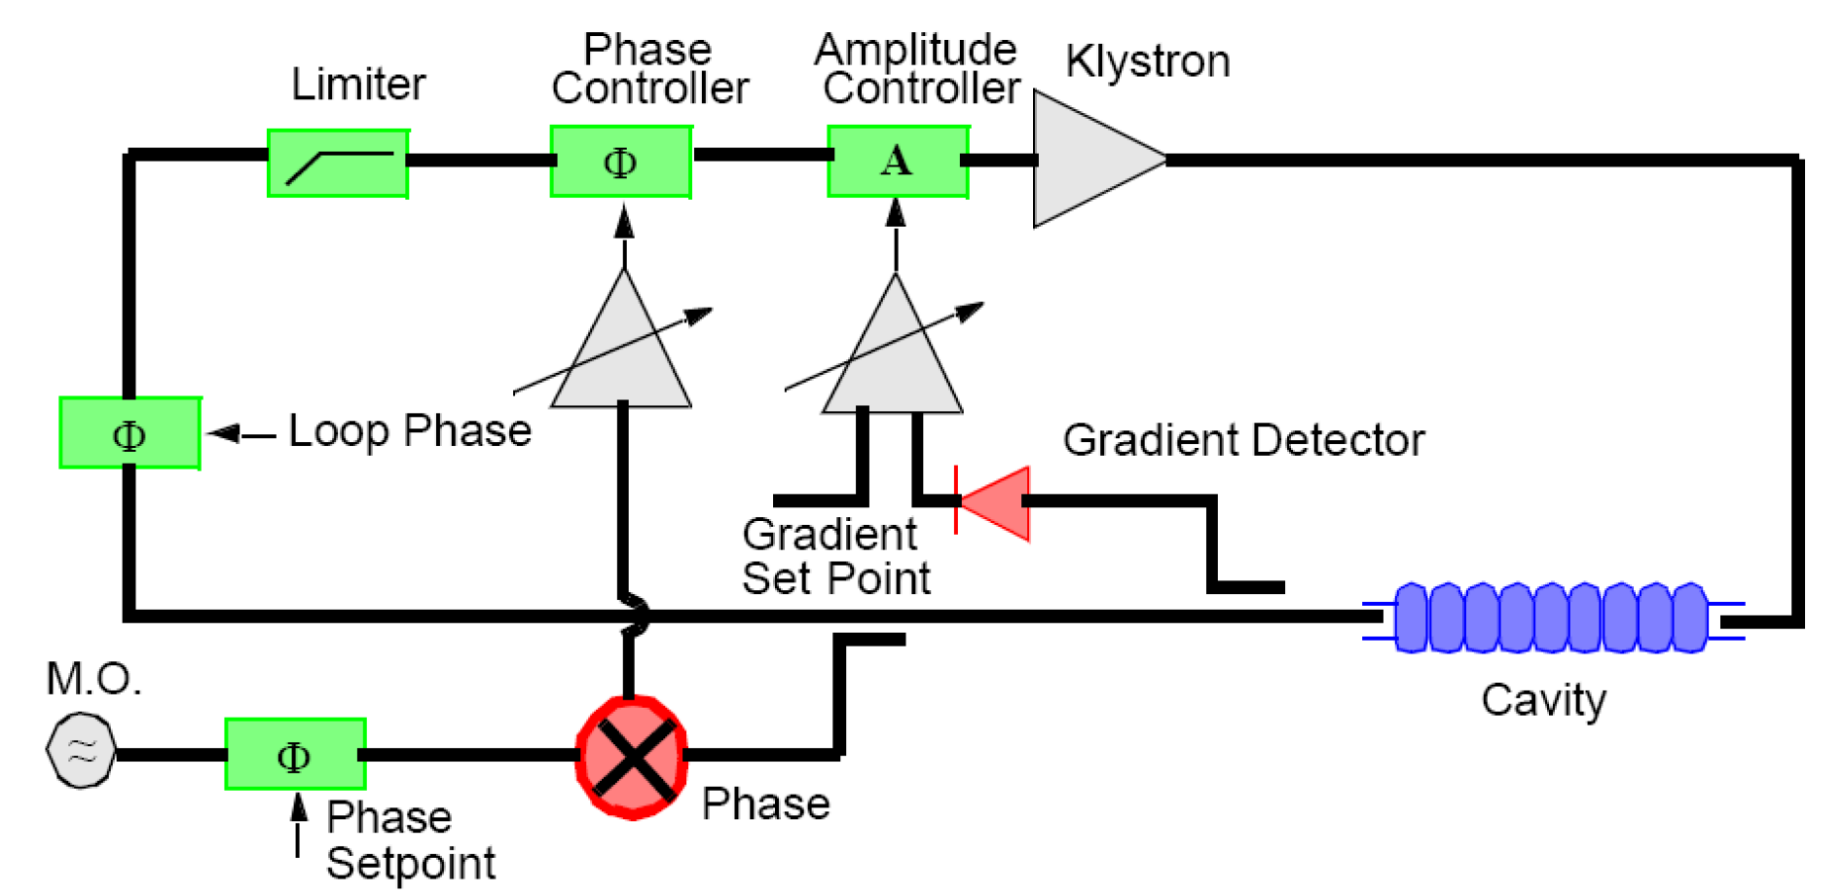 Limiter
Phase
Controller
Amplitude
Controller
Klystron
Φ
A
Φ
Loop Phase
Gradient Detector
Gradient
Set Point
M.O.
≈
Φ
Cavity
Phase
Phase
Setpoint